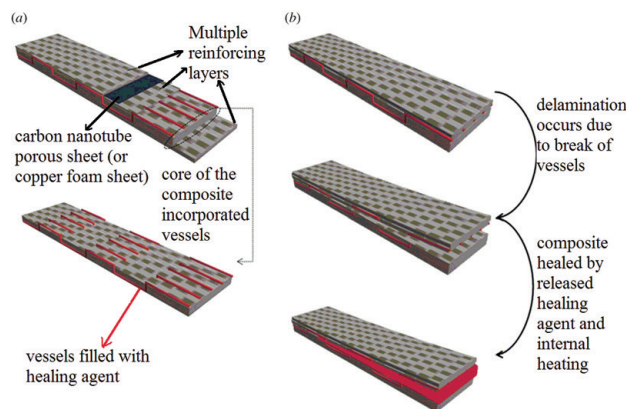 (a)
Multiple
reinforcing
layers
carbon nanotube
porous sheet (or
copper foam sheet)
core of the
composite
incorporated
vessels
vessels filled with
healing agent
(b)
delamination
occurs due to
break of
vessels
composite
healed by
released
healing
agent and
internal
heating